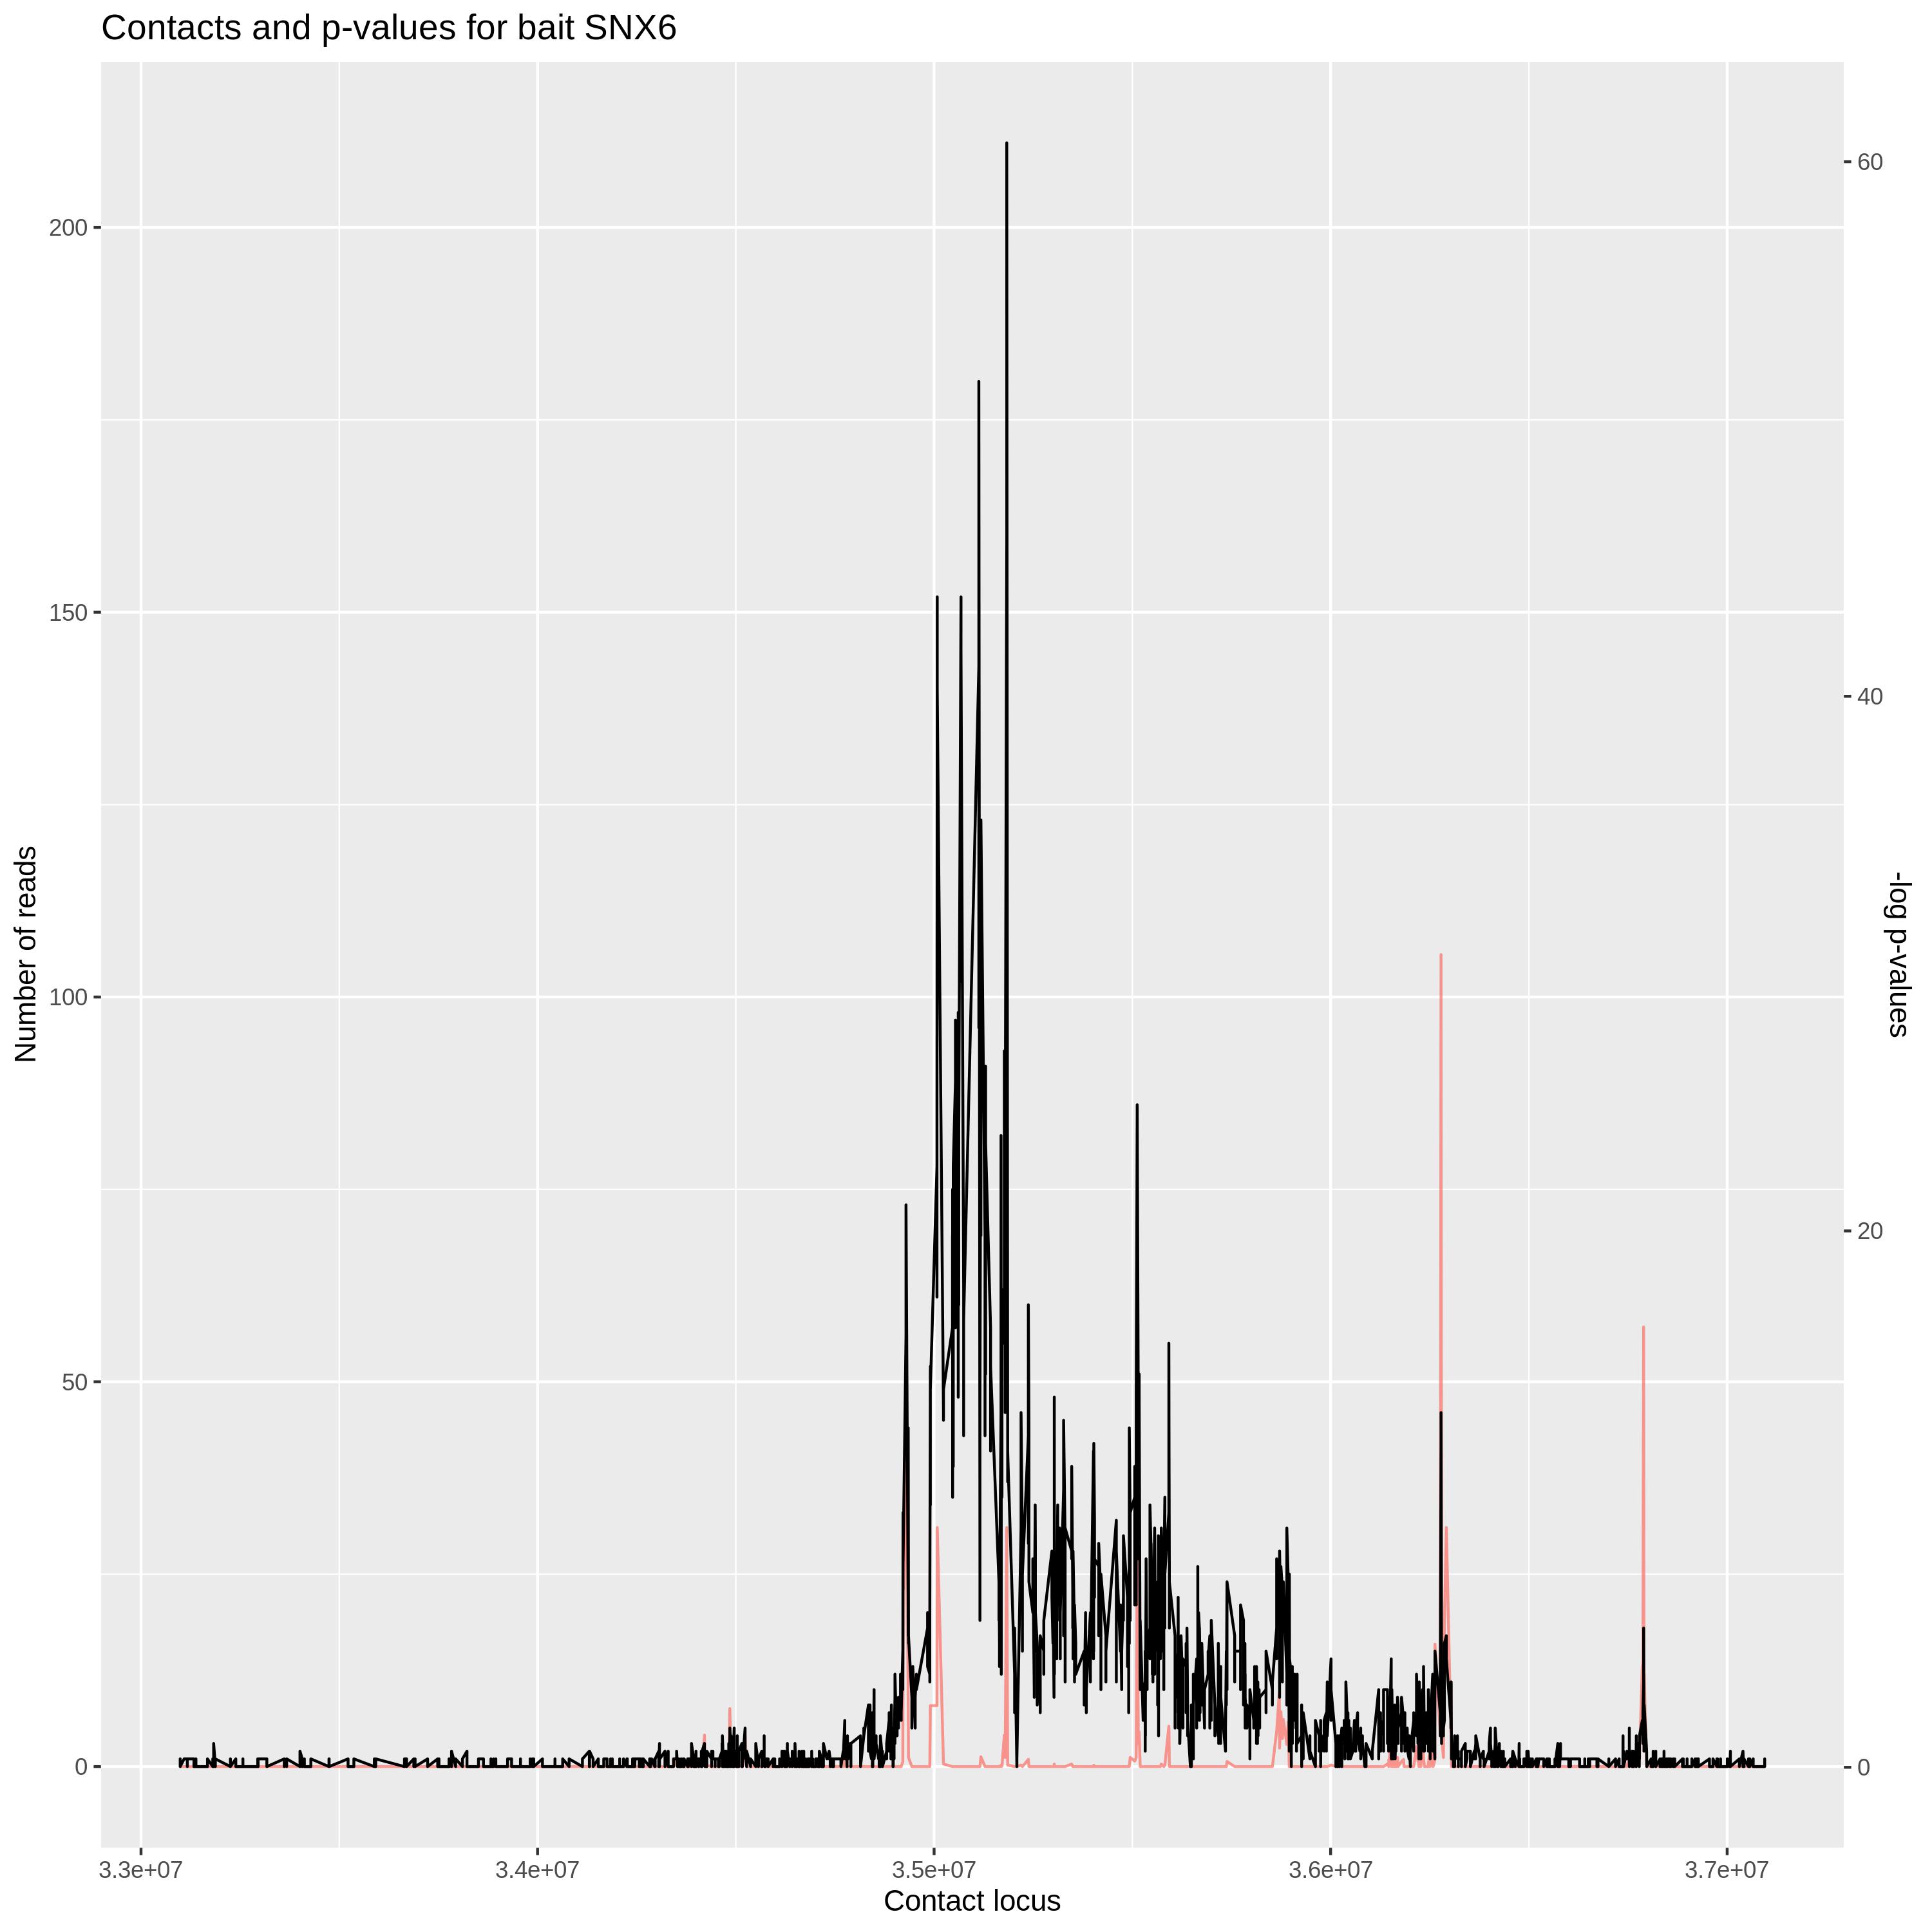 Contacts and p-values for bait SNX6
200
150
100
50
0
60
40
20
0
Number of reads
-log p-values
3.3e+07
3.4e+07
3.5e+07
3.6e+07
3.7e+07
Contact locus